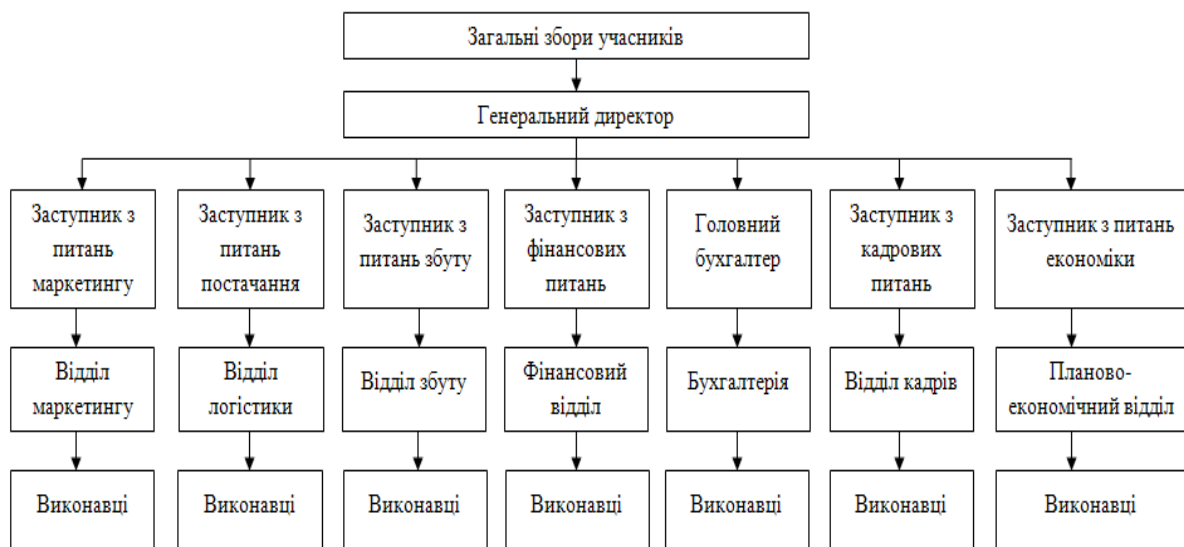 Загальні збори учасників
Генеральний директор
Заступник з
питань
маркетингу
Заступник з
питань
постачання
Заступник з
питань збуту
Заступник з
фінансових
питань
Головний
бухгалтер
Заступник з
кадрових
питань
Заступник з питань
економіки
Відділ
маркетингу
Відділ
логістики
Відділ збуту
Фінансовий
відділ
Бухгалтерія
Відділ кадрів
Планово-
економічний відділ
Виконавці
Виконавці
Виконавці
Виконавці
Виконавці
Виконавці
Виконавці